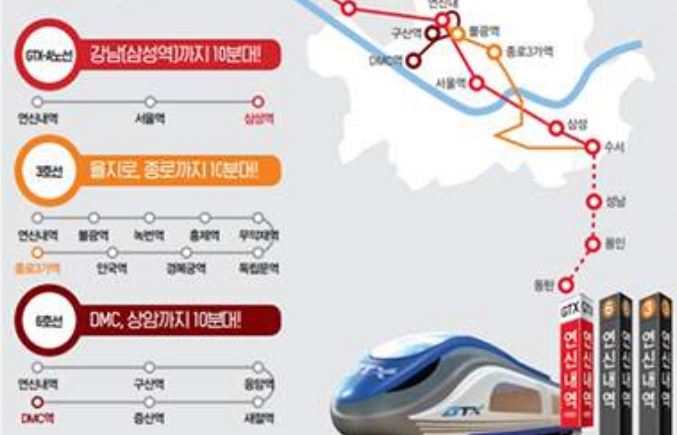 GTX-A노선
강남(삼성역)까지 10분대!
연신내역 서울역 삼성역
3호선
을지로, 종로까지 10분대!
연신내역 불광역 녹번역 홍제역 무악재역
종로3가역 안국역 경복궁역 독립문역
6호선
DMC, 상암까지 10분대!
연신내역 구산역 응암역
DMC역 증산역 새절역
연신내
구산역
불광역
DMC역
종로3가역
서울역
삼성
수서
성남
용인
동탄
GTX
연신내역
6
연신내역
3
연신내역
GTX